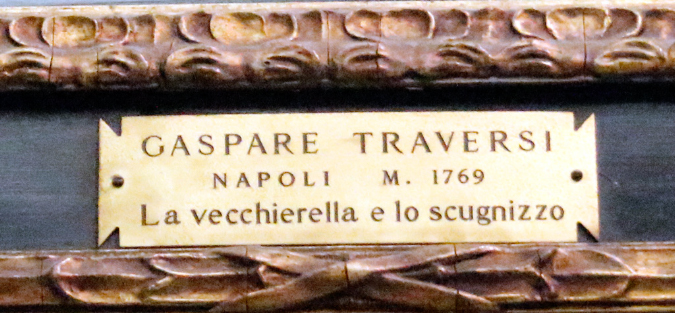 GASPARE TRAVERSI
NAPOLI M. 1769
La vecchierella e lo scugnizzo